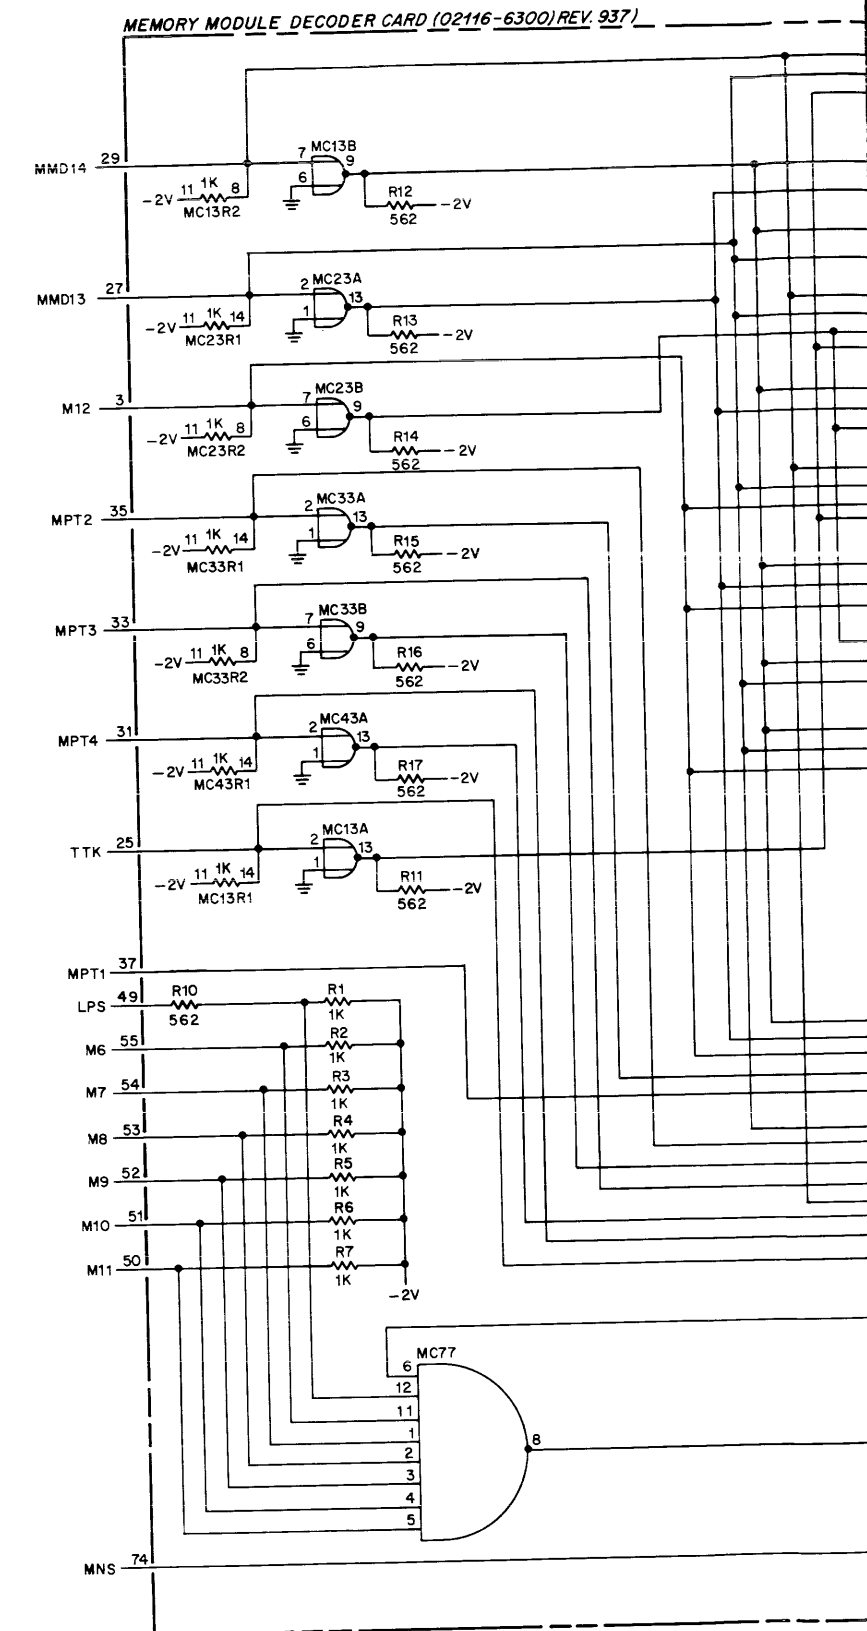 MEMORY MODULE DECODER CARD (02116-6300)REV. 937)
MMD14 29
7 MC13B 9
6
-2V 11 1K 8
MC13R2
R12 -2V
562
MMD13 27
2 MC23A 13
1
-2V 11 1K 14
MC23R1
R13 -2V
562
M12 3
7 MC23B 9
6
-2V 11 1K 8
MC23R2
R14 -2V
562
MPT2 35
2 MC33A 13
1
-2V 11 1K 14
MC33R1
R15 -2V
562
MPT3 33
7 MC33B 9
6
-2V 11 1K 8
MC33R2
R16 -2V
562
MPT4 31
2 MC43A 13
1
-2V 11 1K 14
MC43R1
R17 -2V
562
TTK 25
2 MC13A 13
1
-2V 11 1K 14
MC13R1
R11 -2V
562
MPT1 37
LPS 49 R10 R1
562 1K
M6 55 R2
1K
M7 54 R3
1K
M8 53 R4
1K
M9 52 R5
1K
M10 51 R6
1K
M11 50 R7
1K
-2V
MC77
6
12
11
1
2 8
3
4
5
MNS 74